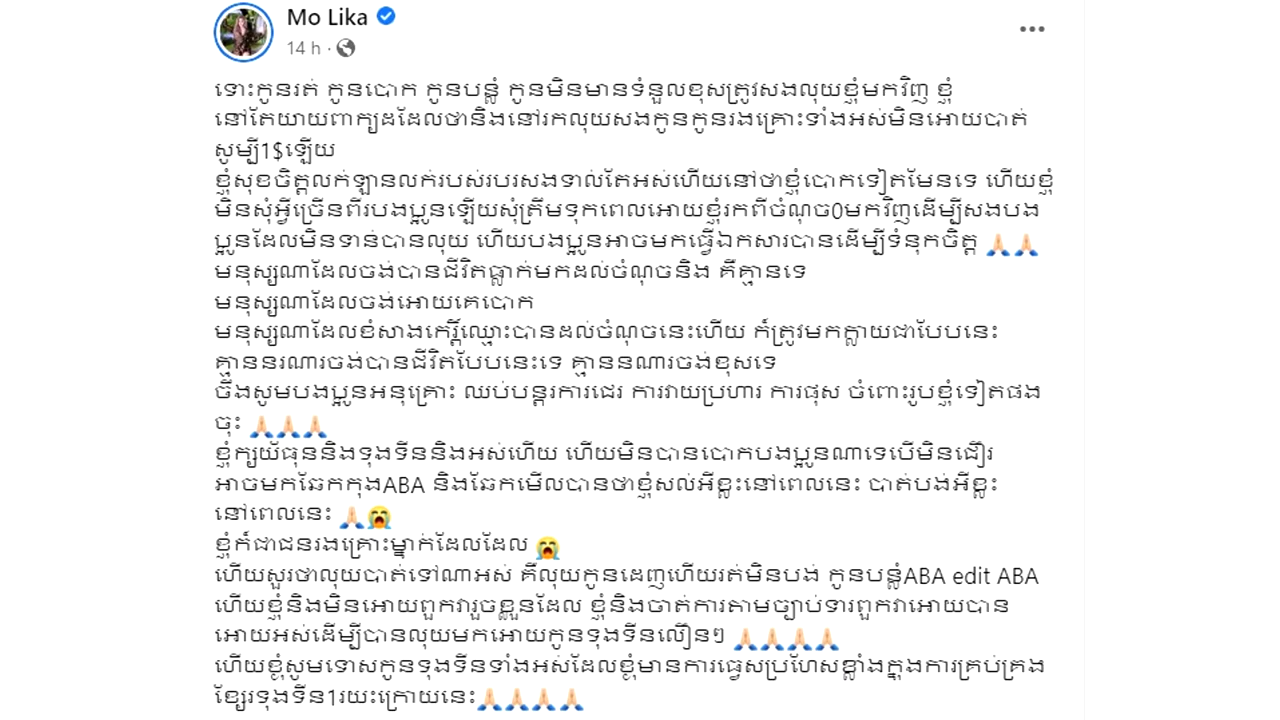 Mo Lika
14 h ·
ទោះកូនរត់ កូនបោក កូនបន្លំ កូនមិនមានទំនួលខុសត្រូវសងលុយខ្ញុំមកវិញ ខ្ញុំ
នៅតែយាយពាក្យដដែលថានិងនៅរកលុយសងកូនកូនរងគ្រោះទាំងអស់មិនអោយបាត់
សូម្បី1$ឡើយ
ខ្ញុំសុខចិត្តលក់ឡានលក់របស់របរសងទាល់តែអស់ហើយនៅថាខ្ញុំបោកទៀតមែនទេ ហើយខ្ញុំ
មិនសុំអ្វីច្រើនពីរបងប្អូនឡើយសុំត្រឹមទុកពេលអោយខ្ញុំរកពីចំណុច0មកវិញដើម្បីសងបង
ប្អូនដែលមិនទាន់បានលុយ ហើយបងប្អូនអាចមកធ្វើឯកសារបានដើម្បីទំនុកចិត្ត 🙏🏻🙏🏻
មនុស្សណាដែលចង់បានជីវិតធ្លាក់មកដល់ចំណុចនិង គឺគ្មានទេ
មនុស្សណាដែលចង់អោយគេបោក
មនុស្សណាដែលខំសាងកេរ្តិ៍ឈ្មោះបានដល់ចំណុចនេះហើយ ក៍ត្រូវមកក្លាយជាបែបនេះ
គ្មាននរណារចង់បានជីវិតបែបនេះទេ គ្មាននណារចង់ខុសទេ
ចឹងសូមបងប្អូនអនុគ្រោះ ឈប់បន្តរការជេរ ការវាយប្រហារ ការផុស ចំពោះរូបខ្ញុំទៀតផង
ចុះ 🙏🏻🙏🏻🙏🏻
ខ្ញុំក្ស័យធុននិងទុងទីននិងអស់ហើយ ហើយមិនបានបោកបងប្អូនណាទេបើមិនជឿរ
អាចមកឆែកកុងABA និងឆែកមើលបានថាខ្ញុំសល់អីខ្លះនៅពេលនេះ បាត់បង់អីខ្លះ
នៅពេលនេះ 🙏🏻😭
ខ្ញុំក៍ជាជនរងគ្រោះម្នាក់ដែលដែល 😭
ហើយសួរថាលុយបាត់ទៅណាអស់ គឺលុយកូនដេញហើយរត់មិនបង់ កូនបន្លំABA edit ABA
ហើយខ្ញុំនិងមិនអោយពួកវារួចខ្លួនដែល ខ្ញុំនិងចាត់ការតាមច្បាប់ទារពួកវាអោយបាន
អោយអស់ដើម្បីបានលុយមកអោយកូនទុងទីនលឿនៗ 🙏🏻🙏🏻🙏🏻🙏🏻
ហើយខ្ញុំសូមទោសកូនទុងទីនទាំងអស់ដែលខ្ញុំមានការធ្វេសប្រហែសខ្លាំងក្នុងការគ្រប់គ្រង
ខ្សែរទុងទីន1រយះក្រោយនេះ🙏🏻🙏🏻🙏🏻🙏🏻